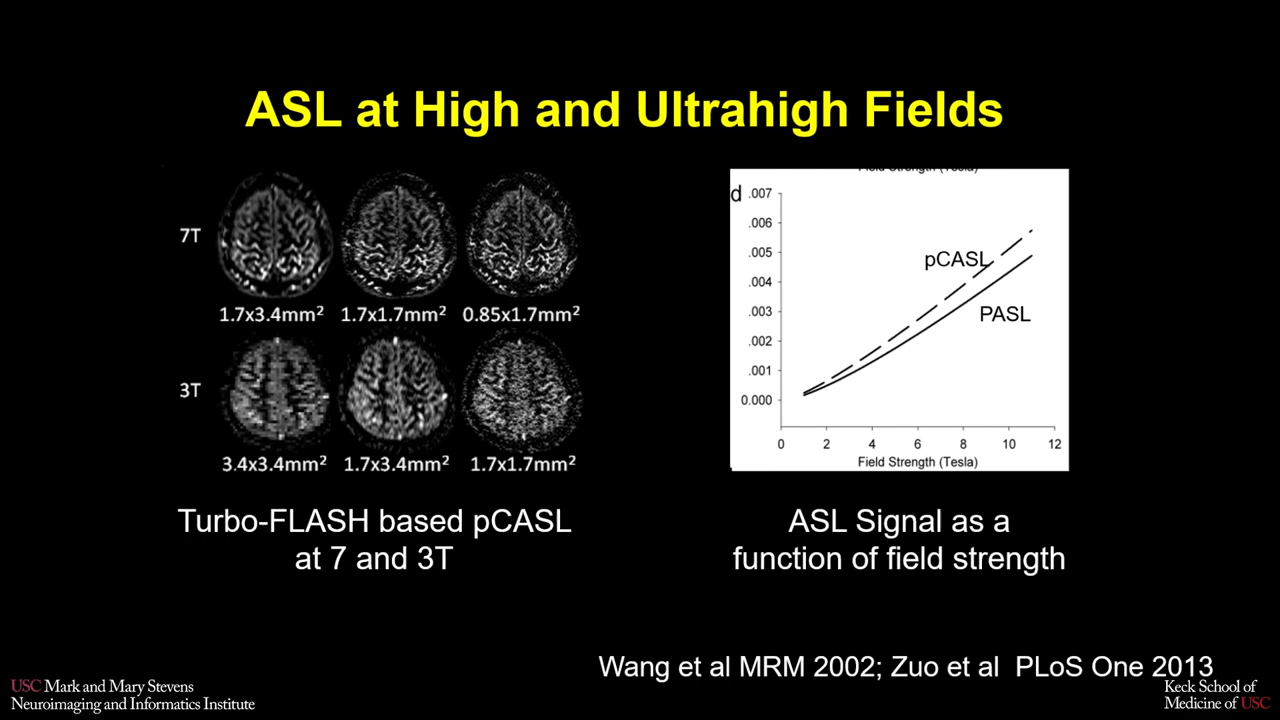 ASL at High and Ultrahigh Fields
7T
1.7x3.4mm²
1.7x1.7mm²
0.85x1.7mm²
3T
3.4x3.4mm²
1.7x3.4mm²
1.7x1.7mm²
Turbo-FLASH based pCASL
at 7 and 3T
Field Strength (Tesla)
d
.007
.006
.005
.004
.003
.002
.001
0.000
pCASL
PASL
0 2 4 6 8 10 12
Field Strength (Tesla)
ASL Signal as a
function of field strength
Wang et al MRM 2002; Zuo et al PLoS One 2013
USC Mark and Mary Stevens
Neuroimaging and Informatics Institute
Keck School of
Medicine of USC